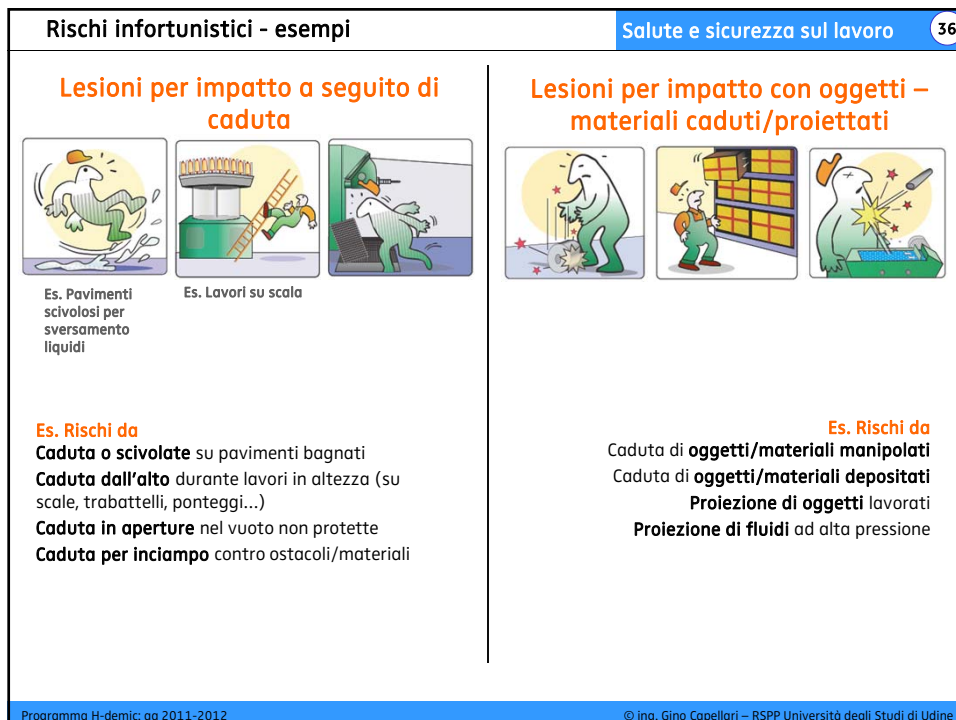 Rischi infortunistici - esempi
Salute e sicurezza sul lavoro
36
Lesioni per impatto a seguito di
caduta
Es. Pavimenti
scivolosi per
sversamento
liquidi
Es. Lavori su scala
Es. Rischi da
Caduta o scivolate su pavimenti bagnati
Caduta dall'alto durante lavori in altezza (su
scale, trabattelli, ponteggi...)
Caduta in aperture nel vuoto non protette
Caduta per inciampo contro ostacoli/materiali
Lesioni per impatto con oggetti –
materiali caduti/proiettati
Es. Rischi da
Caduta di oggetti/materiali manipolati
Caduta di oggetti/materiali depositati
Proiezione di oggetti lavorati
Proiezione di fluidi ad alta pressione
Programma H-demic: aa 2011-2012
© ing. Gino Capellari – RSPP Università degli Studi di Udine